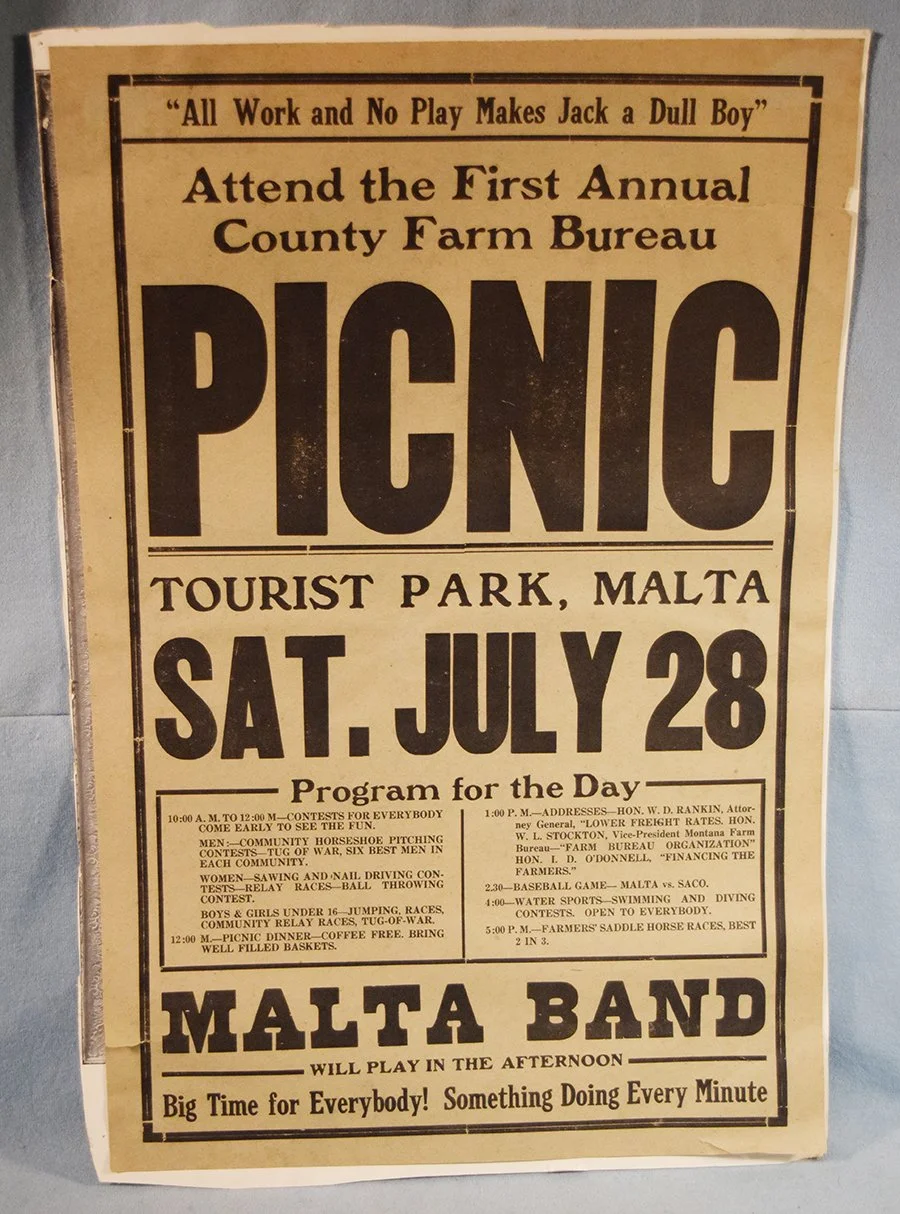 "All Work and No Play Makes Jack a Dull Boy"
Attend the First Annual
County Farm Bureau
PICNIC
TOURIST PARK, MALTA
SAT. JULY 28
Program for the Day
10:00 A. M. TO 12:00 M—CONTESTS FOR EVERYBODY
COME EARLY TO SEE THE FUN.
MEN:—COMMUNITY HORSESHOE PITCHING
CONTESTS—TUG OF WAR, SIX BEST MEN IN
EACH COMMUNITY.
WOMEN—SAWING AND NAIL DRIVING CON-
TESTS—RELAY RACES—BALL THROWING
CONTEST.
BOYS & GIRLS UNDER 16—JUMPING, RACES,
COMMUNITY RELAY RACES, TUG-OF-WAR.
12:00 M.—PICNIC DINNER—COFFEE FREE. BRING
WELL FILLED BASKETS.
1:00 P. M.—ADDRESSES—HON. W. D. RANKIN, Attor-
ney General, "LOWER FREIGHT RATES. HON.
W. L. STOCKTON, Vice-President Montana Farm
Bureau—"FARM BUREAU ORGANIZATION"
HON. I. D. O'DONNELL, "FINANCING THE
FARMERS."
2.30—BASEBALL GAME— MALTA vs. SACO.
4:00—WATER SPORTS—SWIMMING AND DIVING
CONTESTS. OPEN TO EVERYBODY.
5:00 P. M.—FARMERS' SADDLE HORSE RACES, BEST
2 IN 3.
MALTA BAND
WILL PLAY IN THE AFTERNOON
Big Time for Everybody! Something Doing Every Minute